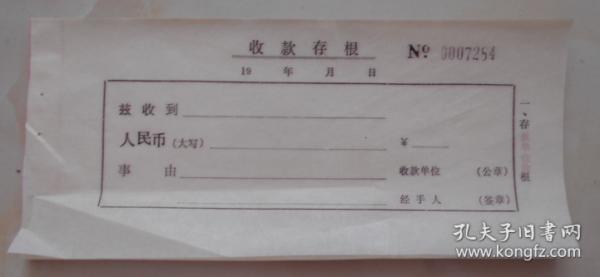 收款存根
№ 0007284
19 年 月 日
兹收到
人民币（大写） ¥
事由 收款单位 （公章）
经手人 （签章）
一、存根
孔夫子旧书网
www.kongfz.com